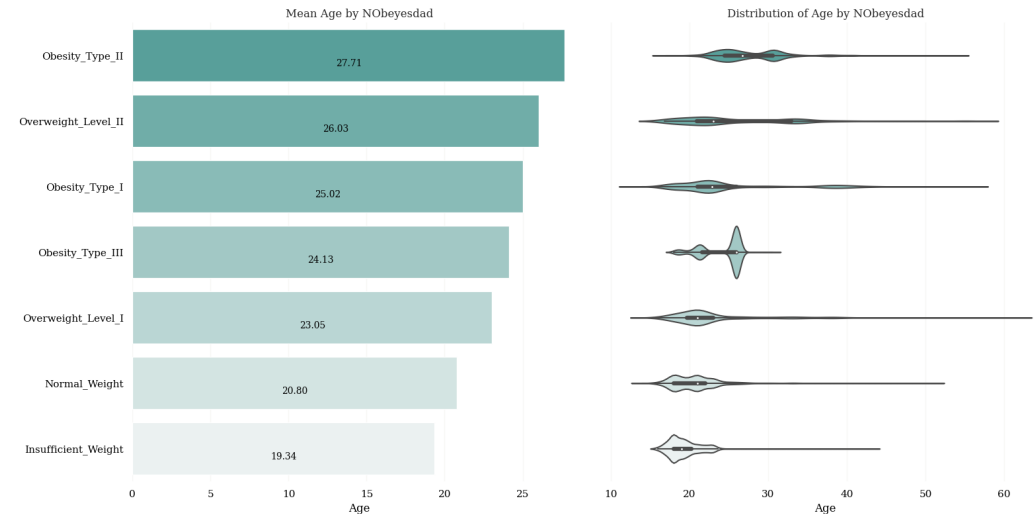 Mean Age by NObeyesdad
Obesity_Type_II
27.71
Overweight_Level_II
26.03
Obesity_Type_I
25.02
Obesity_Type_III
24.13
Overweight_Level_I
23.05
Normal_Weight
20.80
Insufficient_Weight
19.34
0 5 10 15 20 25
Age
Distribution of Age by NObeyesdad
10 20 30 40 50 60
Age